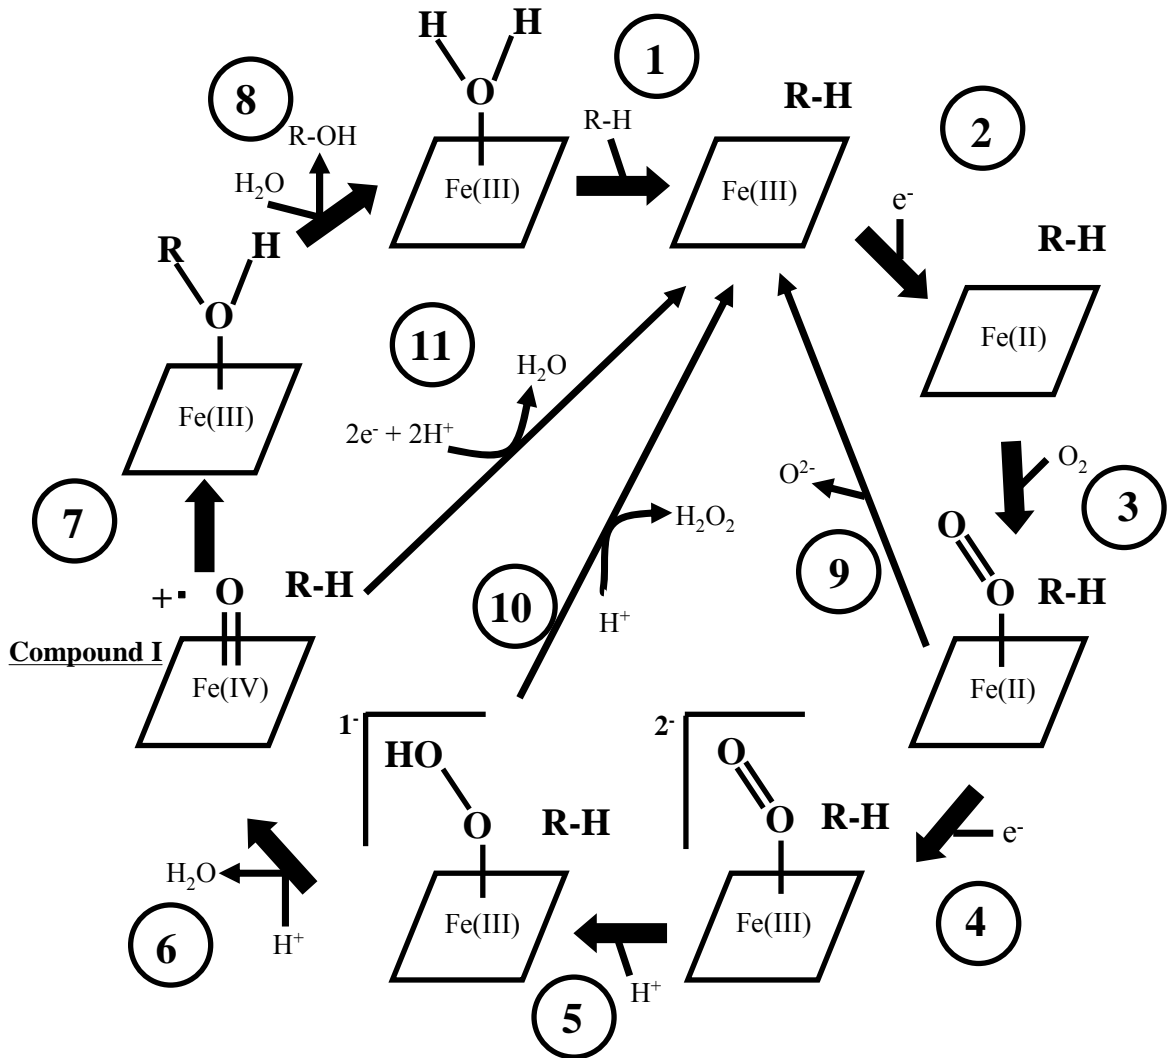 H H
1
8
O
R-H
R-H
2
R-OH
H₂O
Fe(III)
Fe(III)
e⁻
R H
R-H
O
11
Fe(II)
H₂O
Fe(III)
2e⁻ + 2H⁺
O²⁻
O₂
7
H₂O₂
3
O
R-H
9
+·
O
10
O
R-H
H⁺
Compound I
Fe(IV)
Fe(II)
1⁻
2⁻
HO
O
O
R-H
O
R-H
e⁻
H₂O
Fe(III)
Fe(III)
4
6
H⁺
H⁺
5